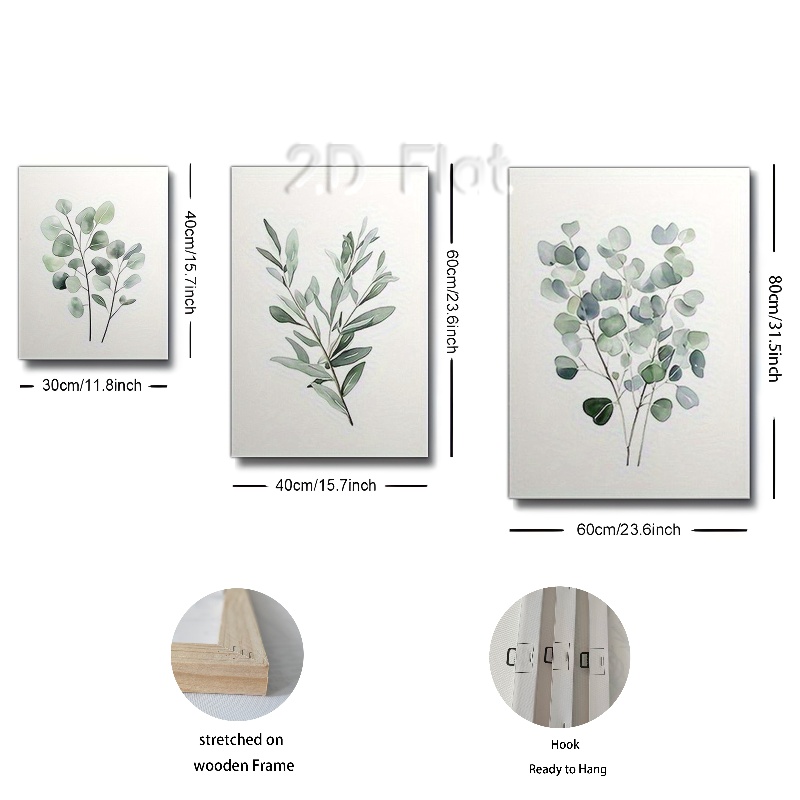 2D Flat
40cm/15.7inch
30cm/11.8inch
60cm/23.6inch
40cm/15.7inch
80cm/31.5inch
60cm/23.6inch
stretched on
wooden Frame
Hook
Ready to Hang